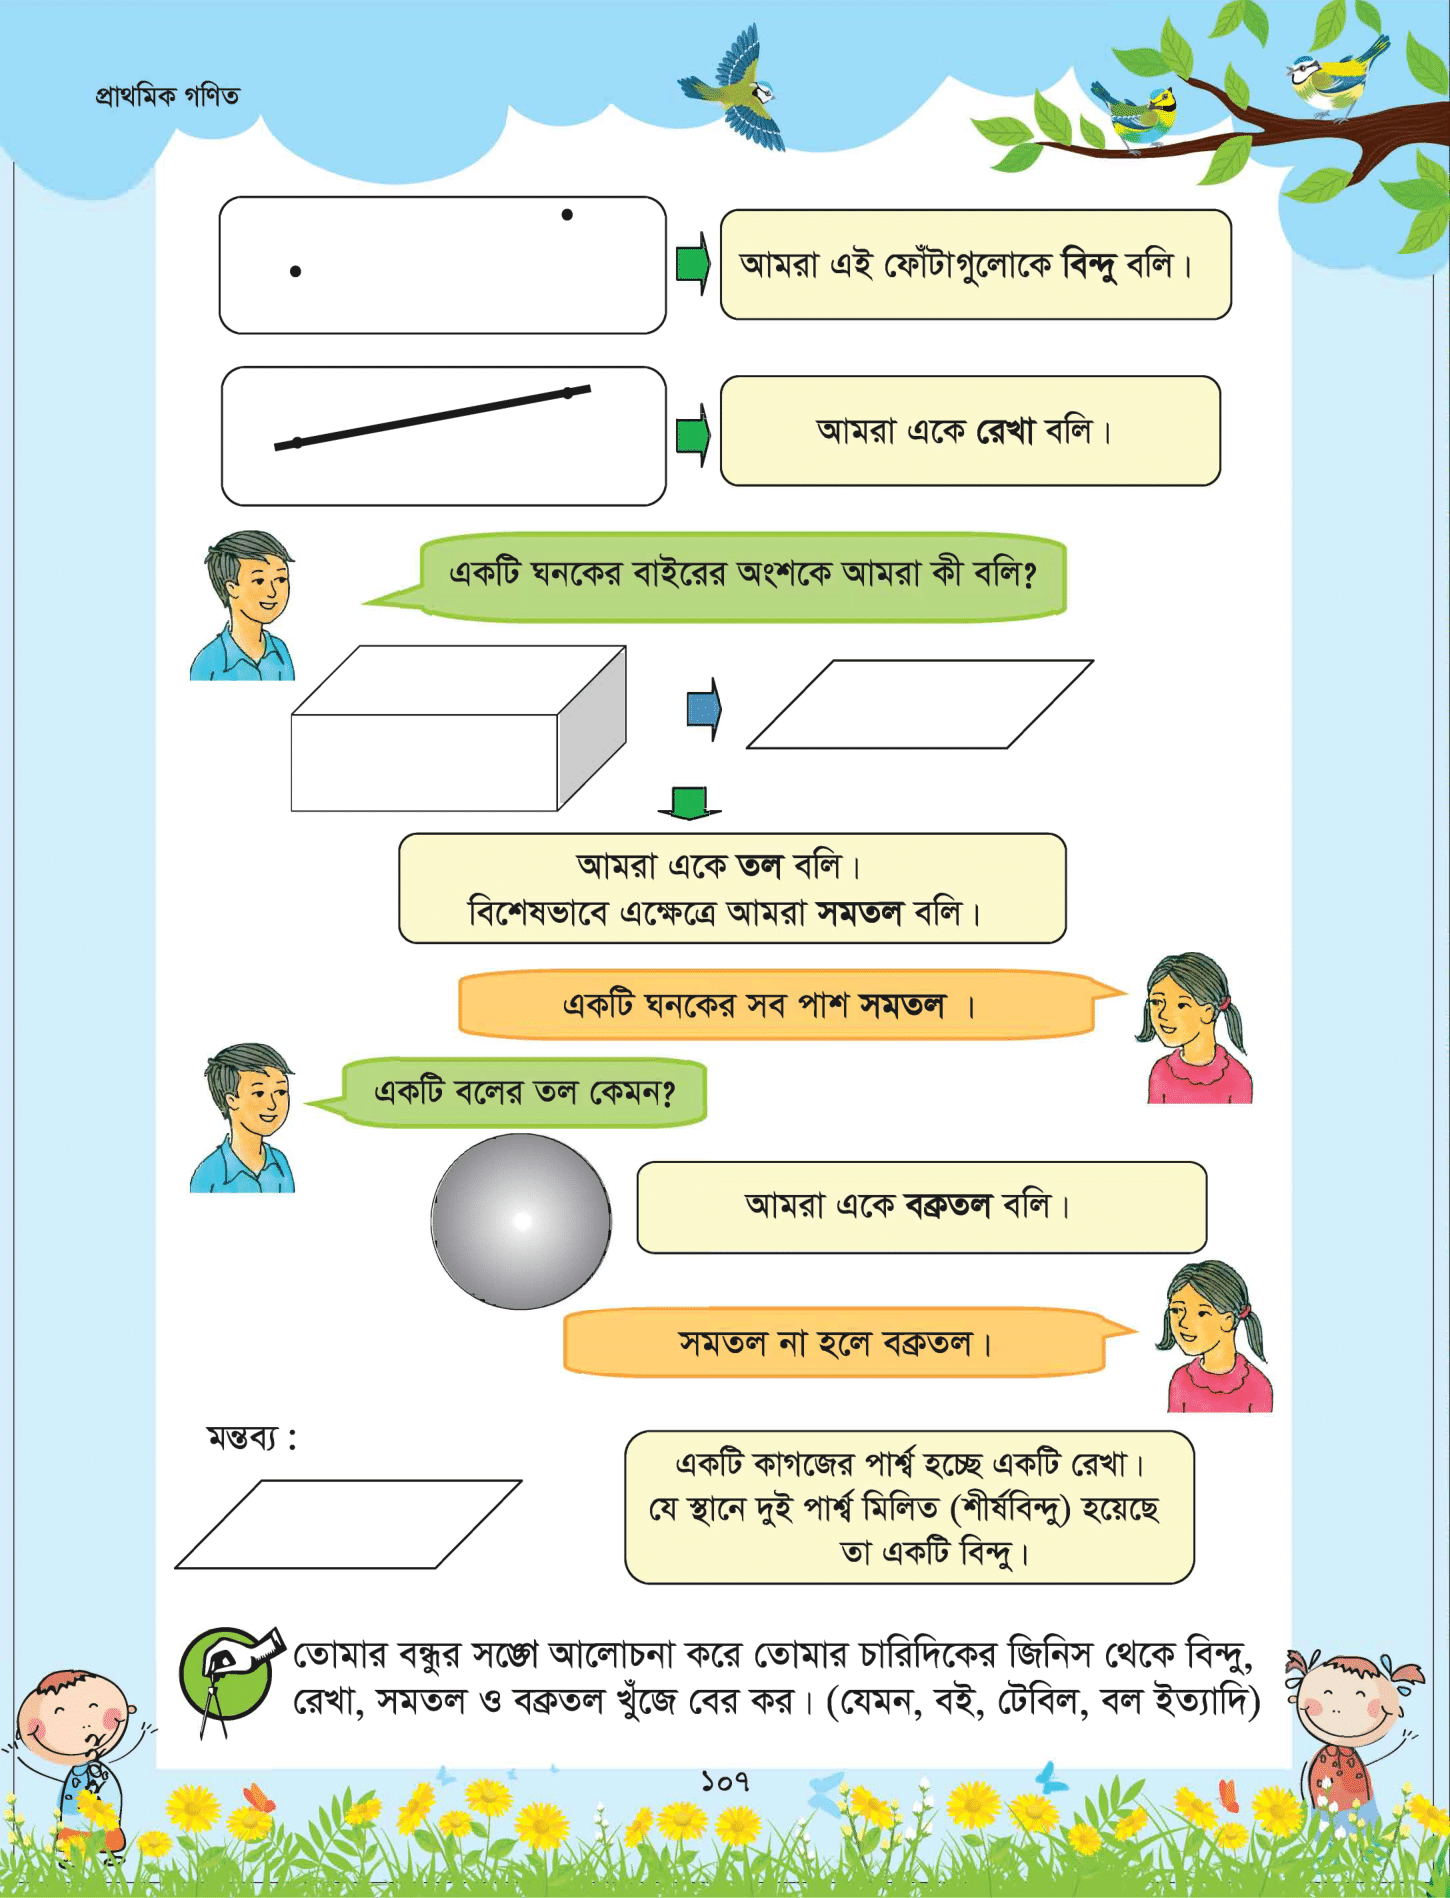 প্রাথমিক গণিত
আমরা এই ফোঁটাগুলোকে বিন্দু বলি।
আমরা একে রেখা বলি।
একটি ঘনকের বাইরের অংশকে আমরা কী বলি?
আমরা একে তল বলি।
বিশেষভাবে এক্ষেত্রে আমরা সমতল বলি।
একটি ঘনকের সব পাশ সমতল ।
একটি বলের তল কেমন?
আমরা একে বক্রতল বলি।
সমতল না হলে বক্রতল।
মন্তব্য :
একটি কাগজের পার্শ্ব হচ্ছে একটি রেখা।
যে স্থানে দুই পার্শ্ব মিলিত (শীর্ষবিন্দু) হয়েছে
তা একটি বিন্দু।
তোমার বন্ধুর সঙ্গে আলোচনা করে তোমার চারিদিকের জিনিস থেকে বিন্দু,
রেখা, সমতল ও বক্রতল খুঁজে বের কর। (যেমন, বই, টেবিল, বল ইত্যাদি)
১০৭